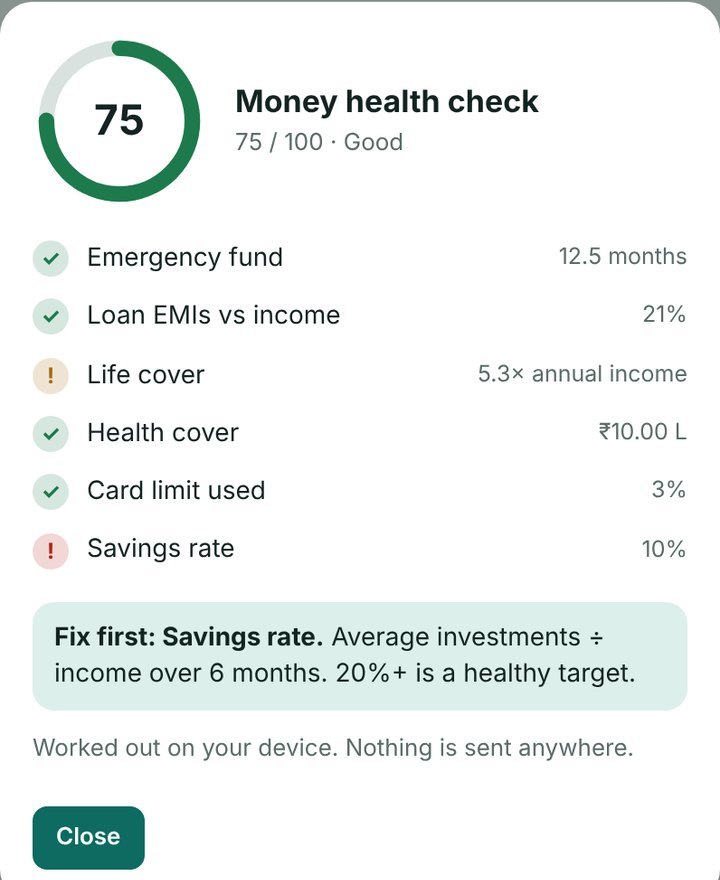 75
Money health check
75 / 100 · Good
Emergency fund 12.5 months
Loan EMIs vs income 21%
! Life cover 5.3× annual income
Health cover ₹10.00 L
Card limit used 3%
! Savings rate 10%
Fix first: Savings rate. Average investments ÷
income over 6 months. 20%+ is a healthy target.
Worked out on your device. Nothing is sent anywhere.
Close